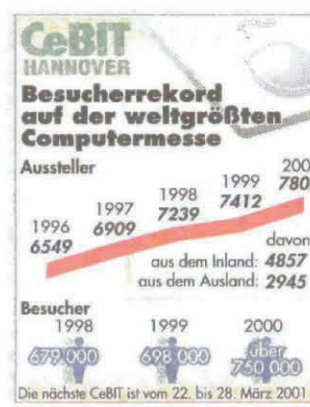 CeBIT
HANNOVER
Besucherrekord
auf der weltgrößten
Computermesse
Aussteller
1996 1997 1998 1999 200
6549 6909 7239 7412 780
davon
aus dem Inland: 4857
aus dem Ausland: 2945
Besucher
1998 1999 2000
679 000 698 000 über
750 000
Die nächste CeBIT ist vom 22. bis 28. März 2001